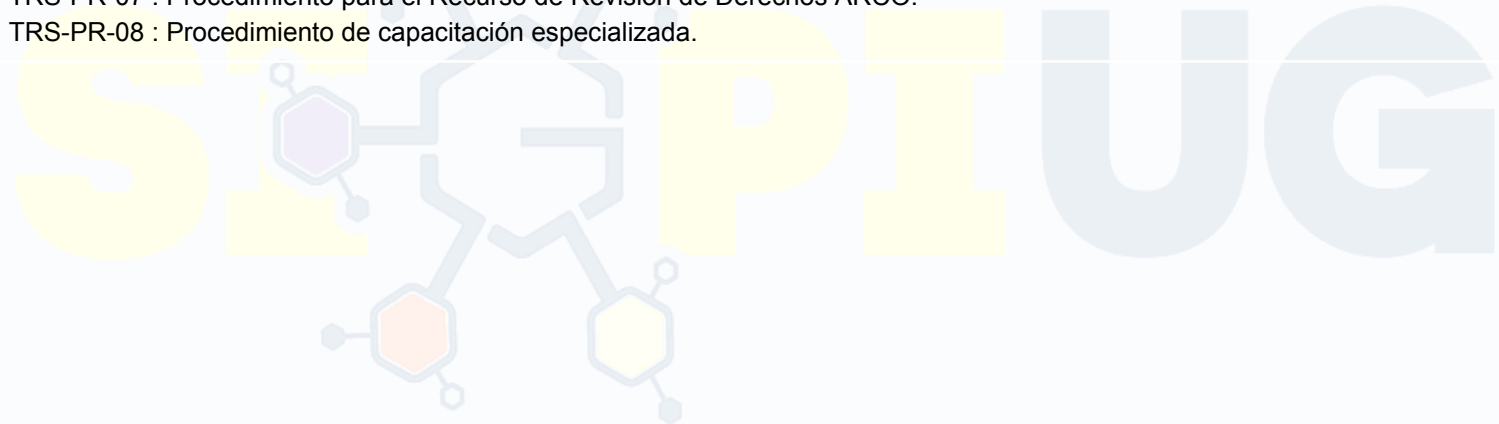 TRS-PR-07 : Procedimiento para el Recurso de Revisión de Derechos ARCO.
TRS-PR-08 : Procedimiento de capacitación especializada.
SIGPIUG